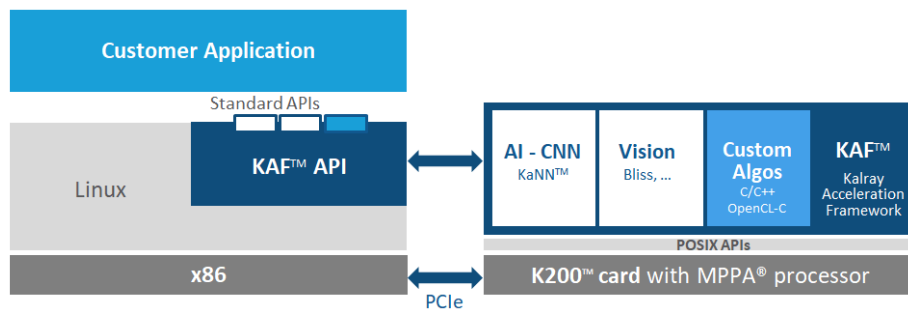 Customer Application
Standard APIs
Linux
KAF™ API
x86
PCIe
AI - CNN
KaNN™
Vision
Bliss, ...
Custom
Algos
C/C++
OpenCL-C
KAF™
Kalray
Acceleration
Framework
POSIX APIs
K200™ card with MPPA® processor